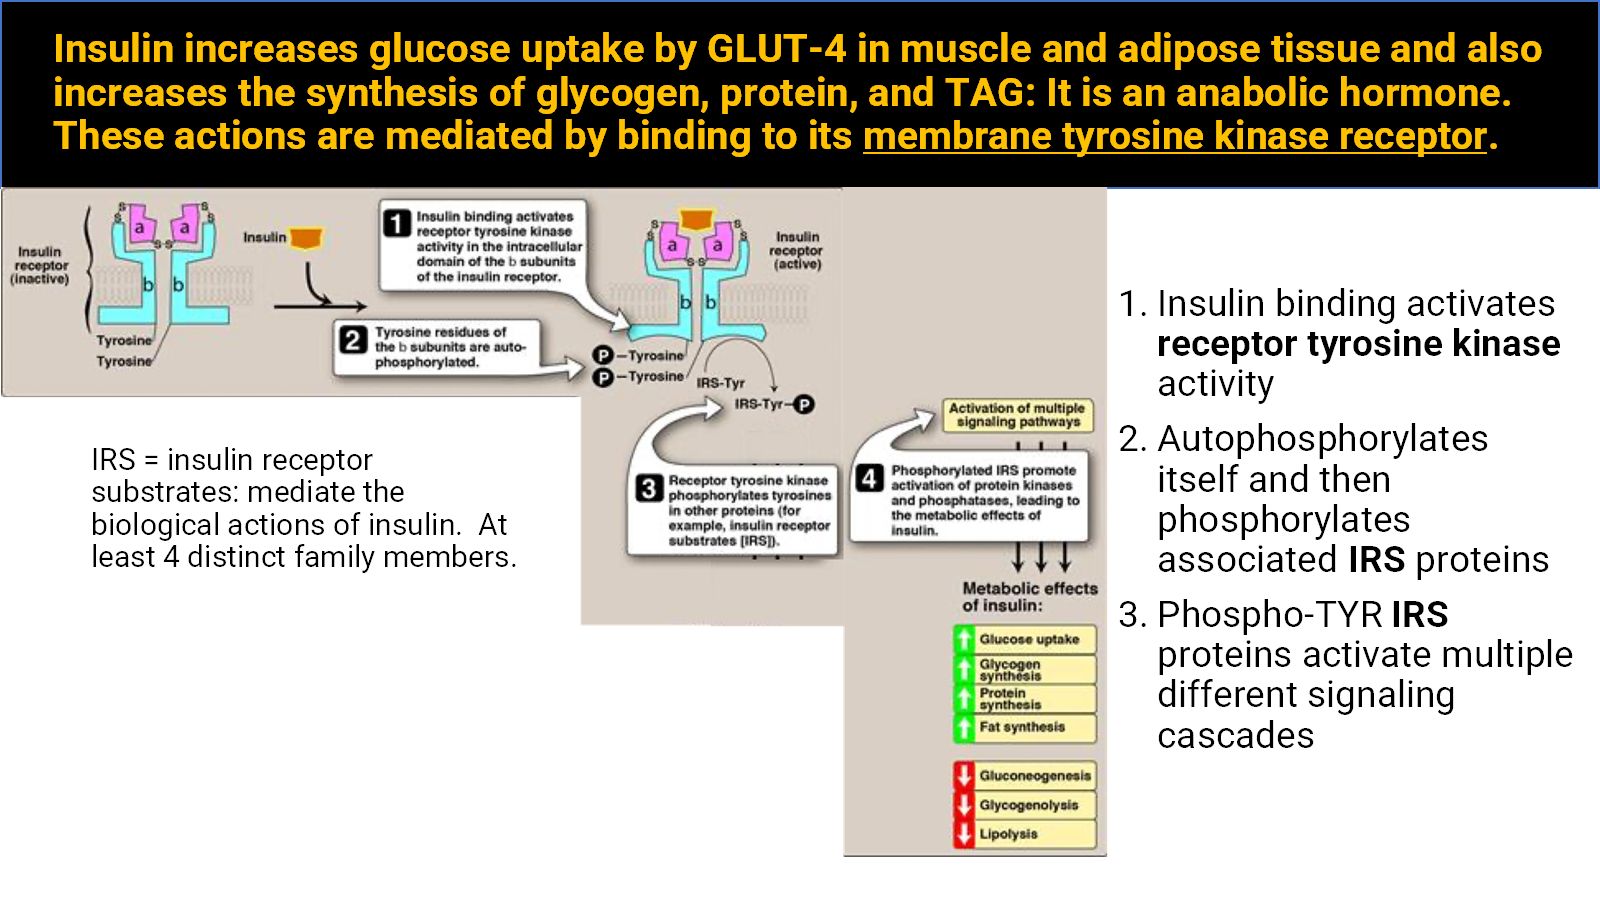 Insulin increases glucose uptake by GLUT-4 in muscle and adipose tissue and also
increases the synthesis of glycogen, protein, and TAG: It is an anabolic hormone.
These actions are mediated by binding to its membrane tyrosine kinase receptor.
Insulin
receptor
(inactive)
S
S
a
S
S
a
S-S
b
b
Tyrosine
Tyrosine
Insulin
1
Insulin binding activates
receptor tyrosine kinase
activity in the intracellular
domain of the b subunits
of the insulin receptor.
2
Tyrosine residues of
the b subunits are auto-
phosphorylated.
S
S
a
a
S
S
S-S
b
b
Insulin
receptor
(active)
P-Tyrosine
P-Tyrosine
IRS-Tyr
IRS-Tyr-P
3
Receptor tyrosine kinase
phosphorylates tyrosines
in other proteins (for
example, insulin receptor
substrates [IRS]).
Activation of multiple
signaling pathways
4
Phosphorylated IRS promote
activation of protein kinases
and phosphatases, leading to
the metabolic effects of
insulin.
Metabolic effects
of insulin:
Glucose uptake
Glycogen
synthesis
Protein
synthesis
Fat synthesis
Gluconeogenesis
Glycogenolysis
Lipolysis
IRS = insulin receptor
substrates: mediate the
biological actions of insulin. At
least 4 distinct family members.
1. Insulin binding activates
receptor tyrosine kinase
activity
2. Autophosphorylates
itself and then
phosphorylates
associated IRS proteins
3. Phospho-TYR IRS
proteins activate multiple
different signaling
cascades